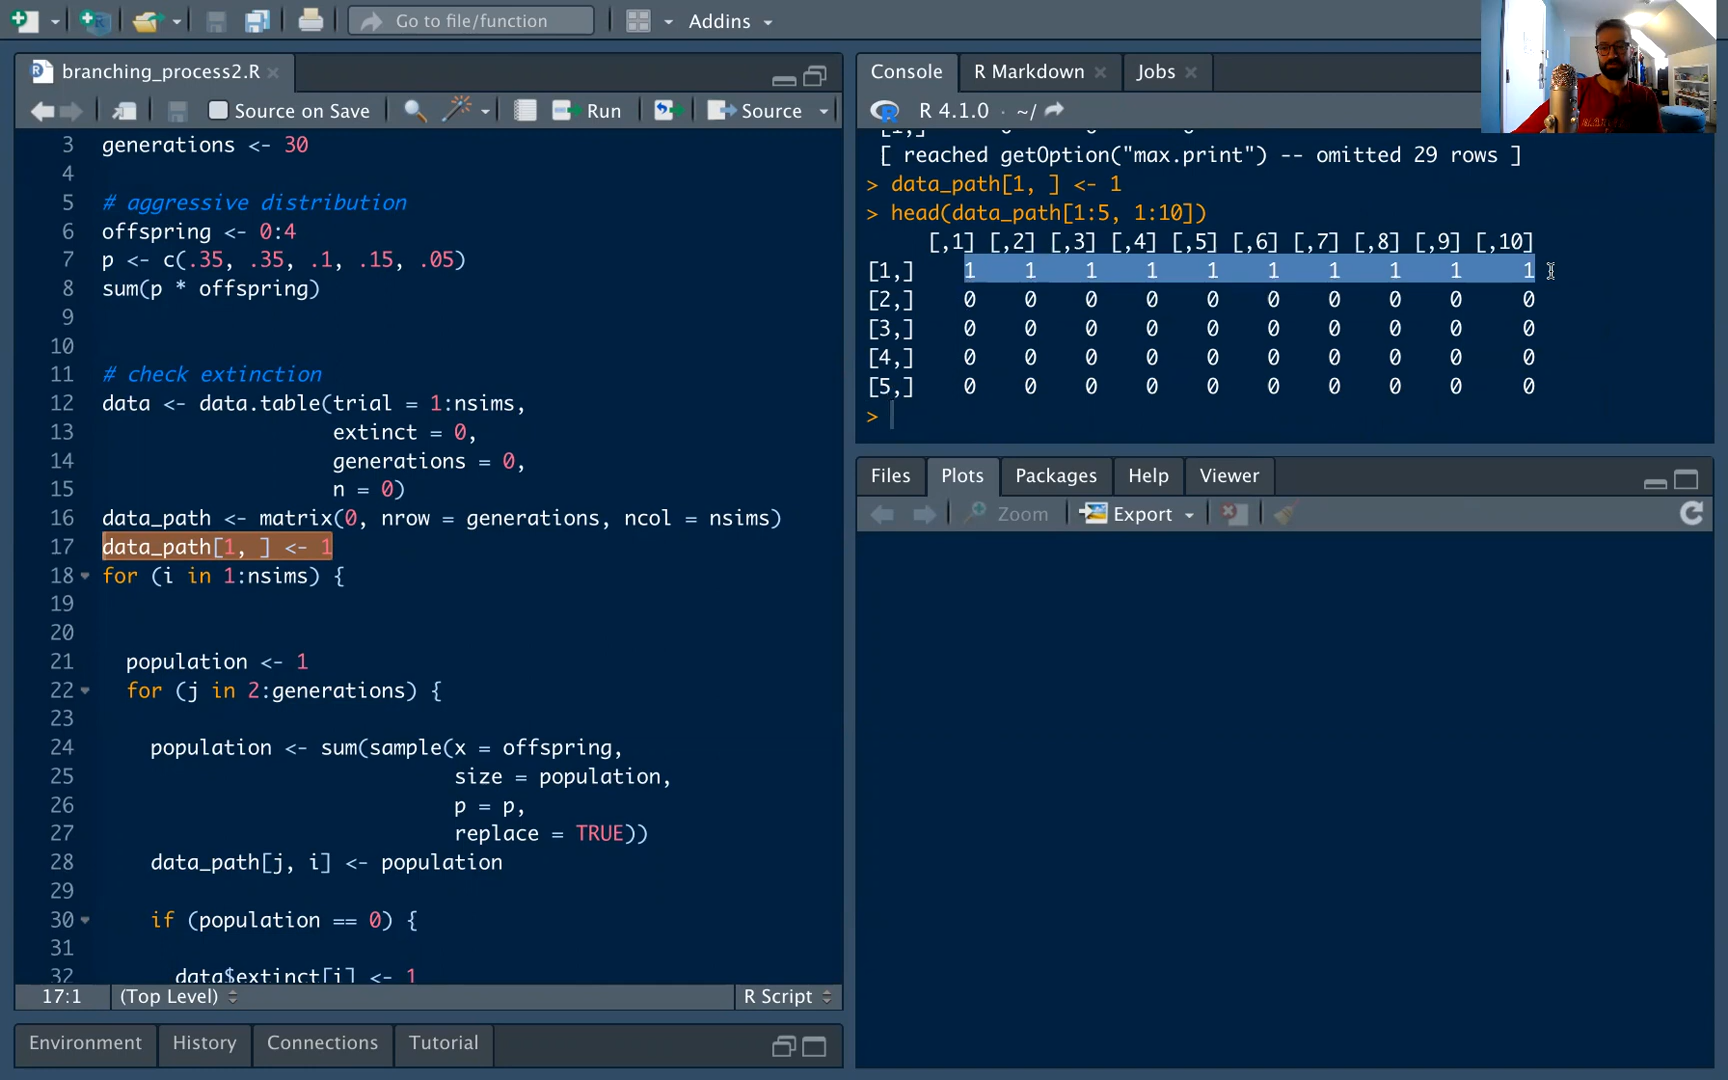 Go to file/function
Addins
branching_process2.R
Source on Save
Run
Source
3 generations <- 30
4
5 # aggressive distribution
6 offspring <- 0:4
7 p <- c(.35, .35, .1, .15, .05)
8 sum(p * offspring)
9
10
11 # check extinction
12 data <- data.table(trial = 1:nsims,
13 extinct = 0,
14 generations = 0,
15 n = 0)
16 data_path <- matrix(0, nrow = generations, ncol = nsims)
17 data_path[1, ] <- 1
18 for (i in 1:nsims) {
19
20
21 population <- 1
22 for (j in 2:generations) {
23
24 population <- sum(sample(x = offspring,
25 size = population,
26 p = p,
27 replace = TRUE))
28 data_path[j, i] <- population
29
30 if (population == 0) {
31
32 data$extinct[i] <- 1
17:1 (Top Level) R Script
Environment History Connections Tutorial
Console R Markdown Jobs
R 4.1.0 · ~/
[ reached getOption("max.print") -- omitted 29 rows ]
> data_path[1, ] <- 1
> head(data_path[1:5, 1:10])
[,1] [,2] [,3] [,4] [,5] [,6] [,7] [,8] [,9] [,10]
[1,] 1 1 1 1 1 1 1 1 1 1
[2,] 0 0 0 0 0 0 0 0 0 0
[3,] 0 0 0 0 0 0 0 0 0 0
[4,] 0 0 0 0 0 0 0 0 0 0
[5,] 0 0 0 0 0 0 0 0 0 0
>
Files Plots Packages Help Viewer
Zoom Export